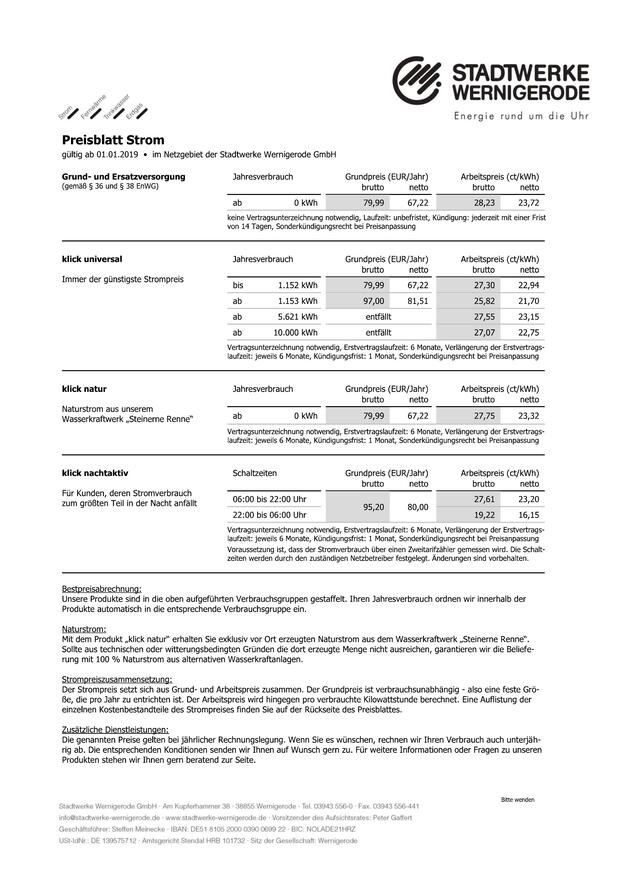 Strom
Fernwärme
Trinkwasser
Erdgas
STADTWERKE
WERNIGERODE
Energie rund um die Uhr
Preisblatt Strom
gültig ab 01.01.2019 • im Netzgebiet der Stadtwerke Wernigerode GmbH
Grund- und Ersatzversorgung Jahresverbrauch Grundpreis (EUR/Jahr) Arbeitspreis (ct/kWh)
(gemäß § 36 und § 38 EnWG) brutto netto brutto netto
ab 0 kWh 79,99 67,22 28,23 23,72
keine Vertragsunterzeichnung notwendig, Laufzeit: unbefristet, Kündigung: jederzeit mit einer Frist
von 14 Tagen, Sonderkündigungsrecht bei Preisanpassung
klick universal Jahresverbrauch Grundpreis (EUR/Jahr) Arbeitspreis (ct/kWh)
brutto netto brutto netto
Immer der günstigste Strompreis
bis 1.152 kWh 79,99 67,22 27,30 22,94
ab 1.153 kWh 97,00 81,51 25,82 21,70
ab 5.621 kWh entfällt 27,55 23,15
ab 10.000 kWh entfällt 27,07 22,75
Vertragsunterzeichnung notwendig, Erstvertragslaufzeit: 6 Monate, Verlängerung der Erstvertrags-
laufzeit: jeweils 6 Monate, Kündigungsfrist: 1 Monat, Sonderkündigungsrecht bei Preisanpassung
klick natur Jahresverbrauch Grundpreis (EUR/Jahr) Arbeitspreis (ct/kWh)
brutto netto brutto netto
Naturstrom aus unserem
Wasserkraftwerk „Steinerne Renne“ ab 0 kWh 79,99 67,22 27,75 23,32
Vertragsunterzeichnung notwendig, Erstvertragslaufzeit: 6 Monate, Verlängerung der Erstvertrags-
laufzeit: jeweils 6 Monate, Kündigungsfrist: 1 Monat, Sonderkündigungsrecht bei Preisanpassung
klick nachtaktiv Schaltzeiten Grundpreis (EUR/Jahr) Arbeitspreis (ct/kWh)
brutto netto brutto netto
Für Kunden, deren Stromverbrauch
zum größten Teil in der Nacht anfällt
06:00 bis 22:00 Uhr 27,61 23,20
95,20 80,00
22:00 bis 06:00 Uhr 19,22 16,15
Vertragsunterzeichnung notwendig, Erstvertragslaufzeit: 6 Monate, Verlängerung der Erstvertrags-
laufzeit: jeweils 6 Monate, Kündigungsfrist: 1 Monat, Sonderkündigungsrecht bei Preisanpassung
Voraussetzung ist, dass der Stromverbrauch über einen Zweitarifzähler gemessen wird. Die Schalt-
zeiten werden durch den zuständigen Netzbetreiber festgelegt. Änderungen sind vorbehalten.
Bestpreisabrechnung:
Unsere Produkte sind in die oben aufgeführten Verbrauchsgruppen gestaffelt. Ihren Jahresverbrauch ordnen wir innerhalb der
Produkte automatisch in die entsprechende Verbrauchsgruppe ein.
Naturstrom:
Mit dem Produkt „klick natur“ erhalten Sie exklusiv vor Ort erzeugten Naturstrom aus dem Wasserkraftwerk „Steinerne Renne“.
Sollte aus technischen oder witterungsbedingten Gründen die dort erzeugte Menge nicht ausreichen, garantieren wir die Beliefe-
rung mit 100 % Naturstrom aus alternativen Wasserkraftanlagen.
Strompreiszusammensetzung:
Der Strompreis setzt sich aus Grund- und Arbeitspreis zusammen. Der Grundpreis ist verbrauchsunabhängig - also eine feste Grö-
ße, die pro Jahr zu entrichten ist. Der Arbeitspreis wird hingegen pro verbrauchte Kilowattstunde berechnet. Eine Auflistung der
einzelnen Kostenbestandteile des Strompreises finden Sie auf der Rückseite des Preisblattes.
Zusätzliche Dienstleistungen:
Die genannten Preise gelten bei jährlicher Rechnungslegung. Wenn Sie es wünschen, rechnen wir Ihren Verbrauch auch unterjäh-
rig ab. Die entsprechenden Konditionen senden wir Ihnen auf Wunsch gern zu. Für weitere Informationen oder Fragen zu unseren
Produkten stehen wir Ihnen gern beratend zur Seite.
Bitte wenden
Stadtwerke Wernigerode GmbH · Am Kupferhammer 38 · 38855 Wernigerode · Tel. 03943 556-0 · Fax. 03943 556-441
info@stadtwerke-wernigerode.de · www.stadtwerke-wernigerode.de · Vorsitzender des Aufsichtsrates: Peter Gaffert
Geschäftsführer: Steffen Meinecke · IBAN: DE51 8105 2000 0390 0699 22 · BIC: NOLADE21HRZ
USt-IdNr.: DE 139575712 · Amtsgericht Stendal HRB 101732 · Sitz der Gesellschaft: Wernigerode